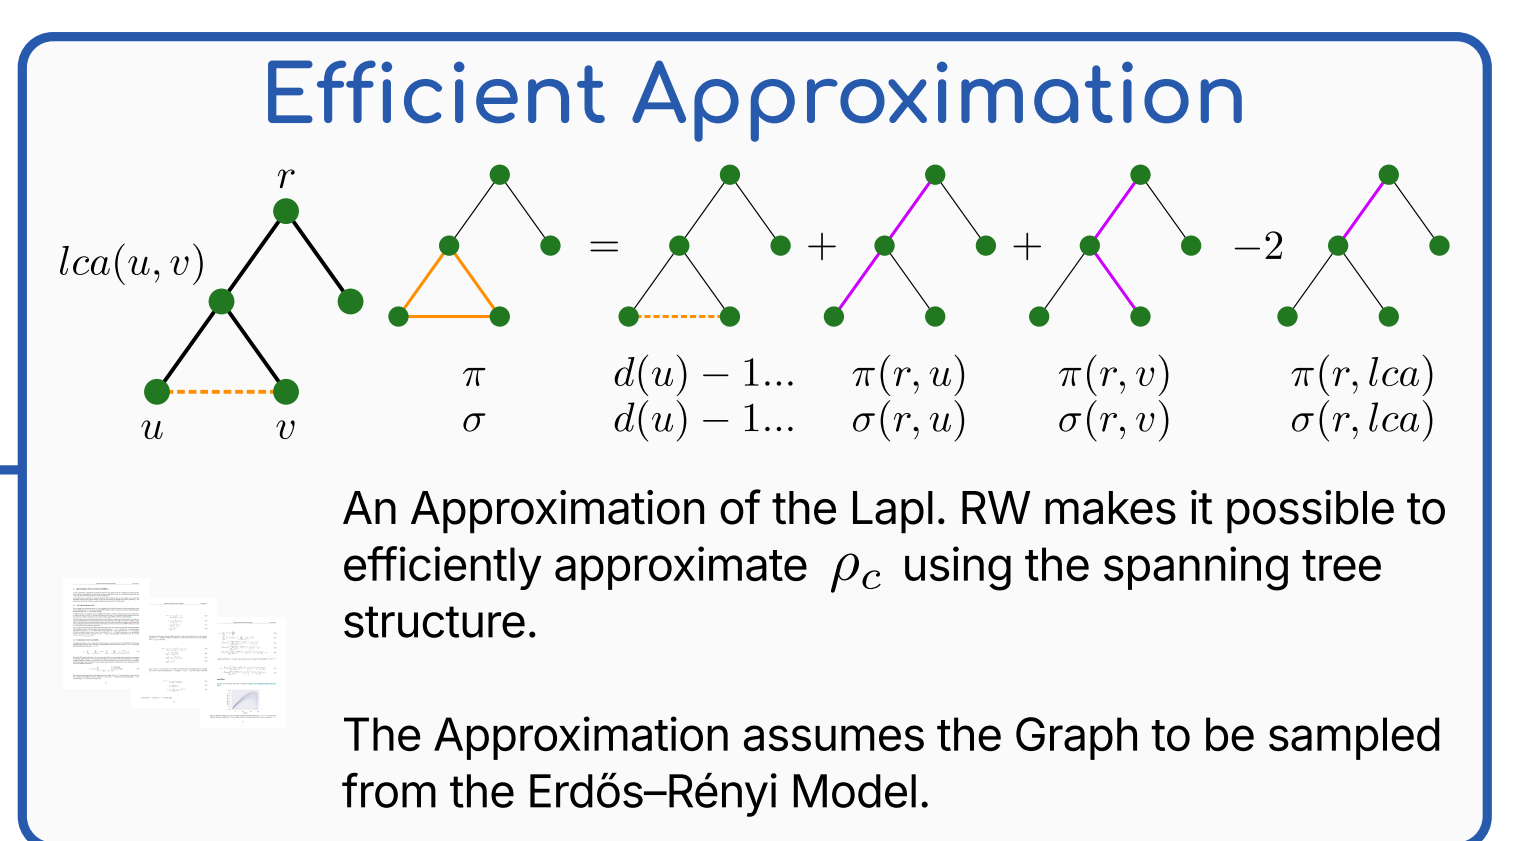 Efficient Approximation
r
lca(u, v)
u
v
= + + −2
π d(u) − 1... π(r, u) π(r, v) π(r, lca)
σ d(u) − 1... σ(r, u) σ(r, v) σ(r, lca)
An Approximation of the Lapl. RW makes it possible to
efficiently approximate ρc using the spanning tree
structure.
The Approximation assumes the Graph to be sampled
from the Erdős–Rényi Model.